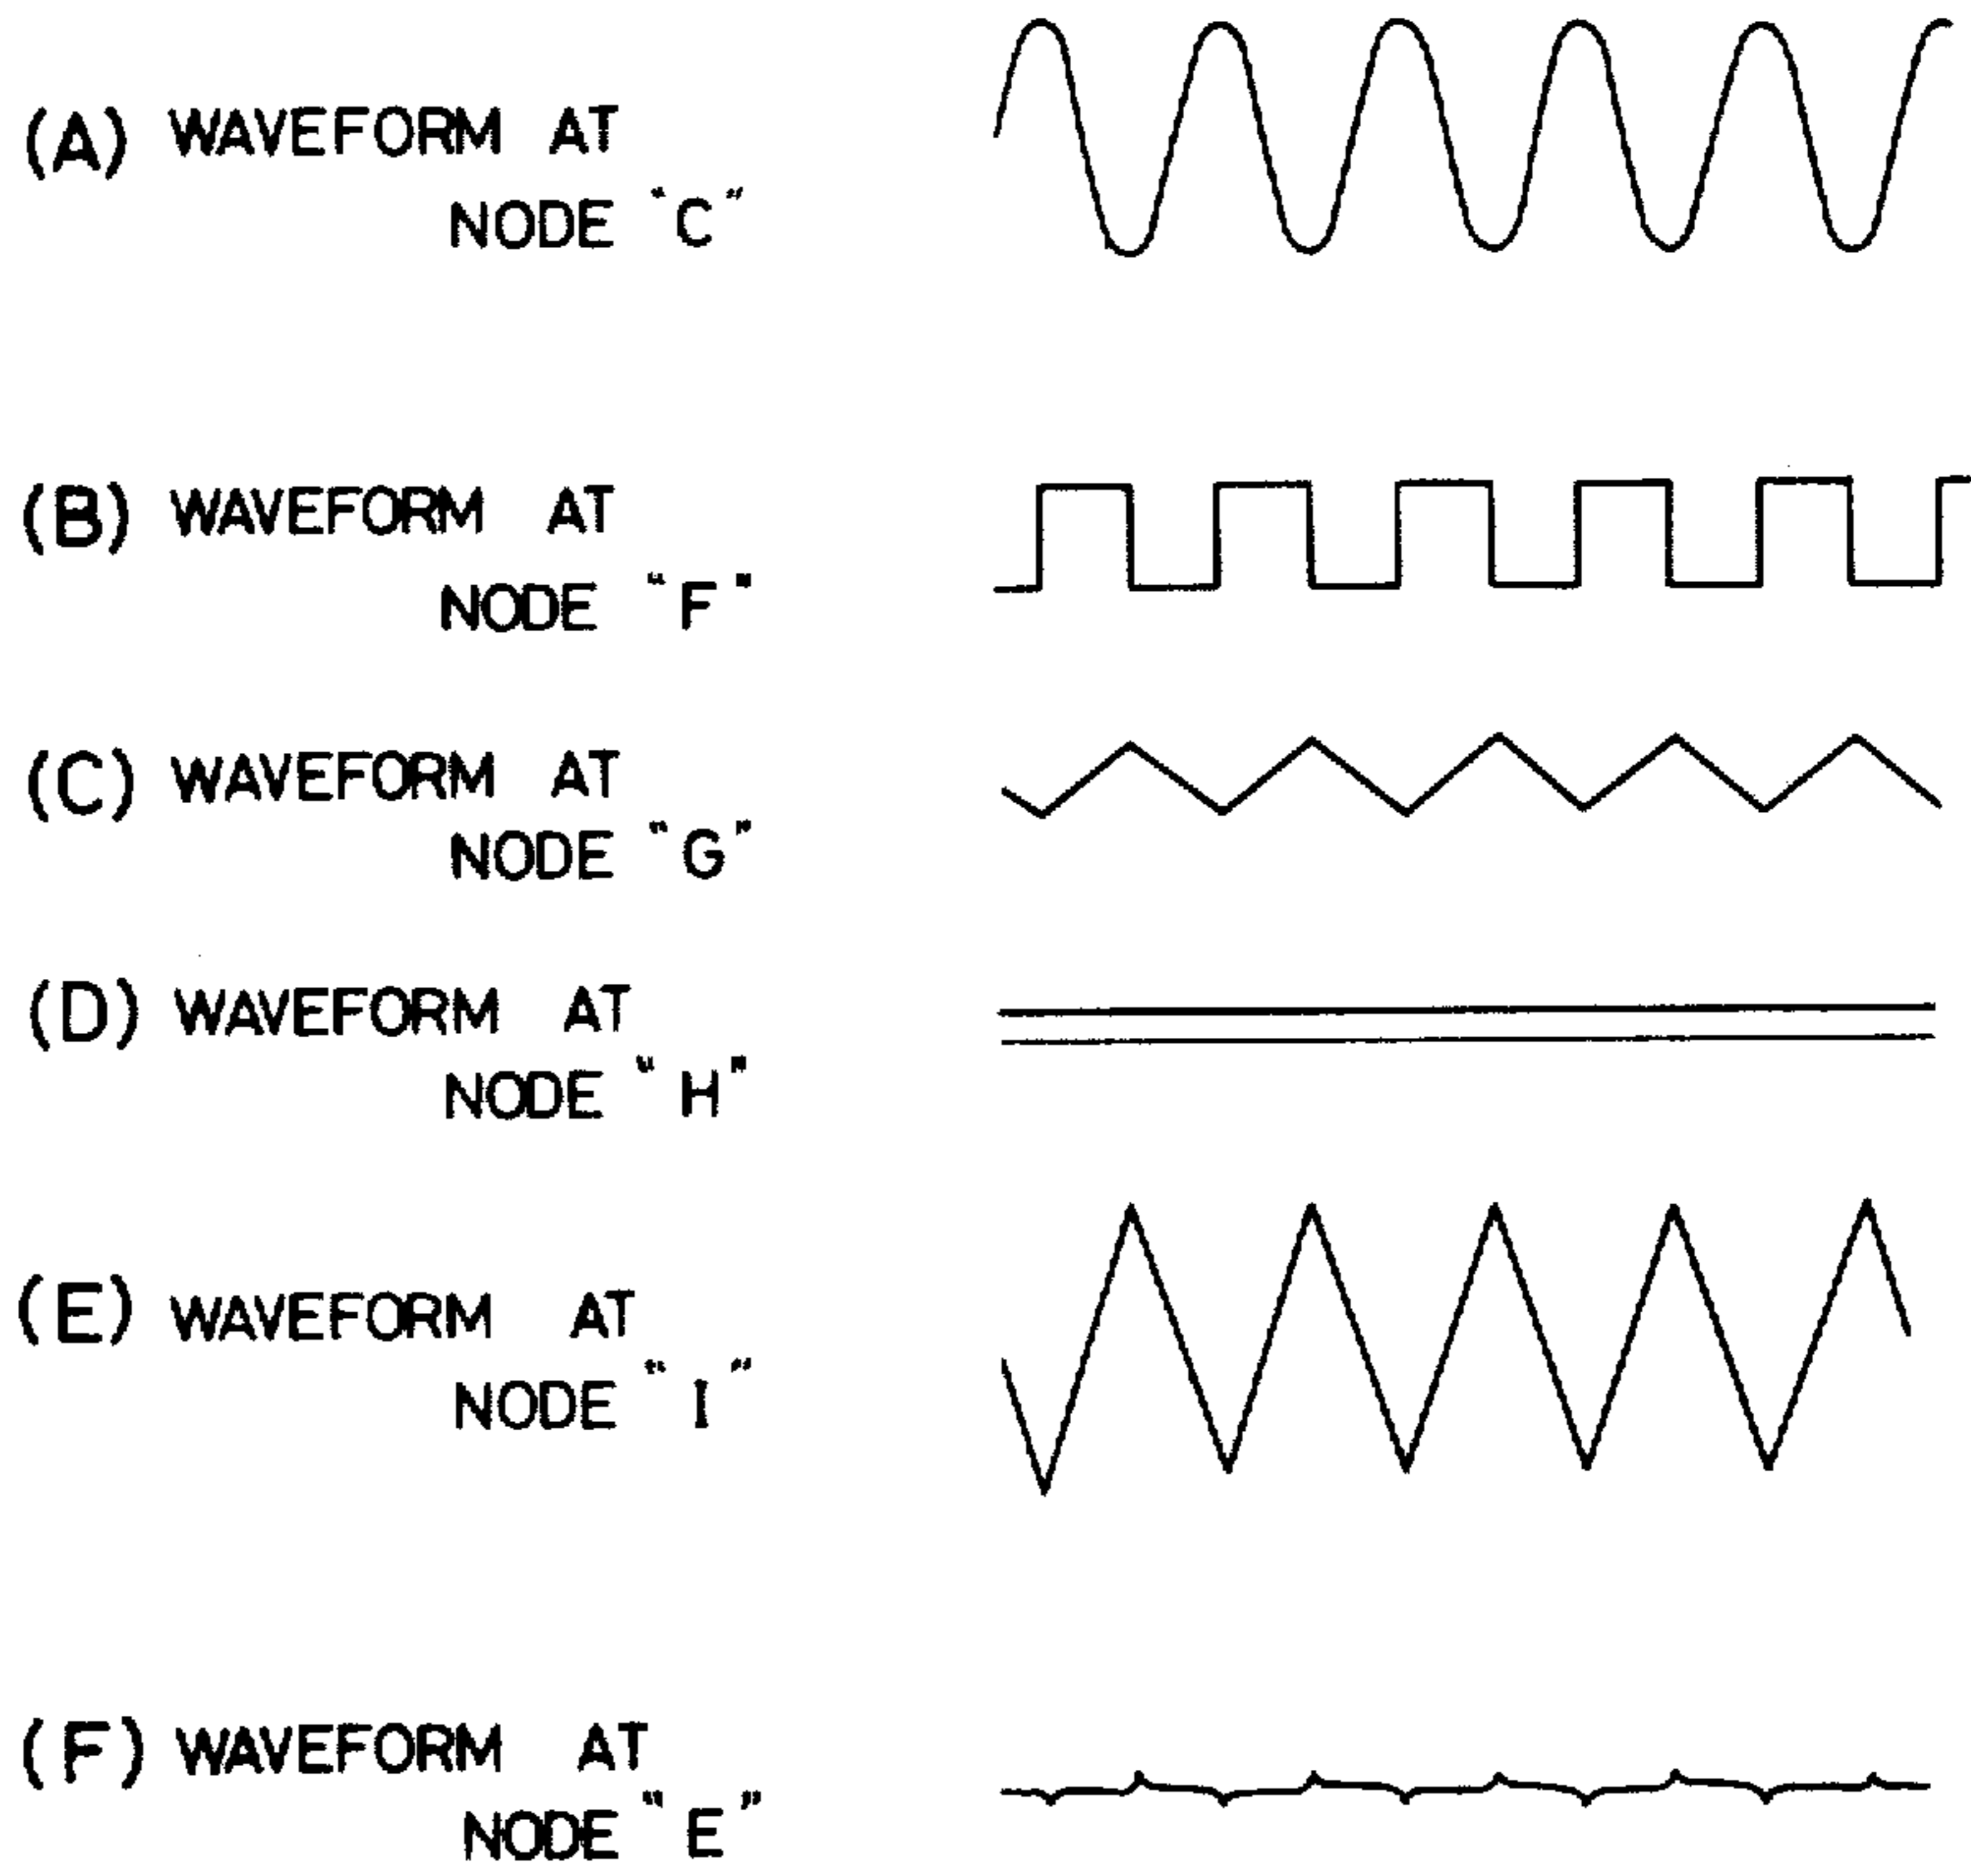 (A) WAVEFORM AT
NODE "C"
(B) WAVEFORM AT
NODE "F"
(C) WAVEFORM AT
NODE "G"
(D) WAVEFORM AT
NODE "H"
(E) WAVEFORM AT
NODE "I"
(F) WAVEFORM AT
NODE "E"